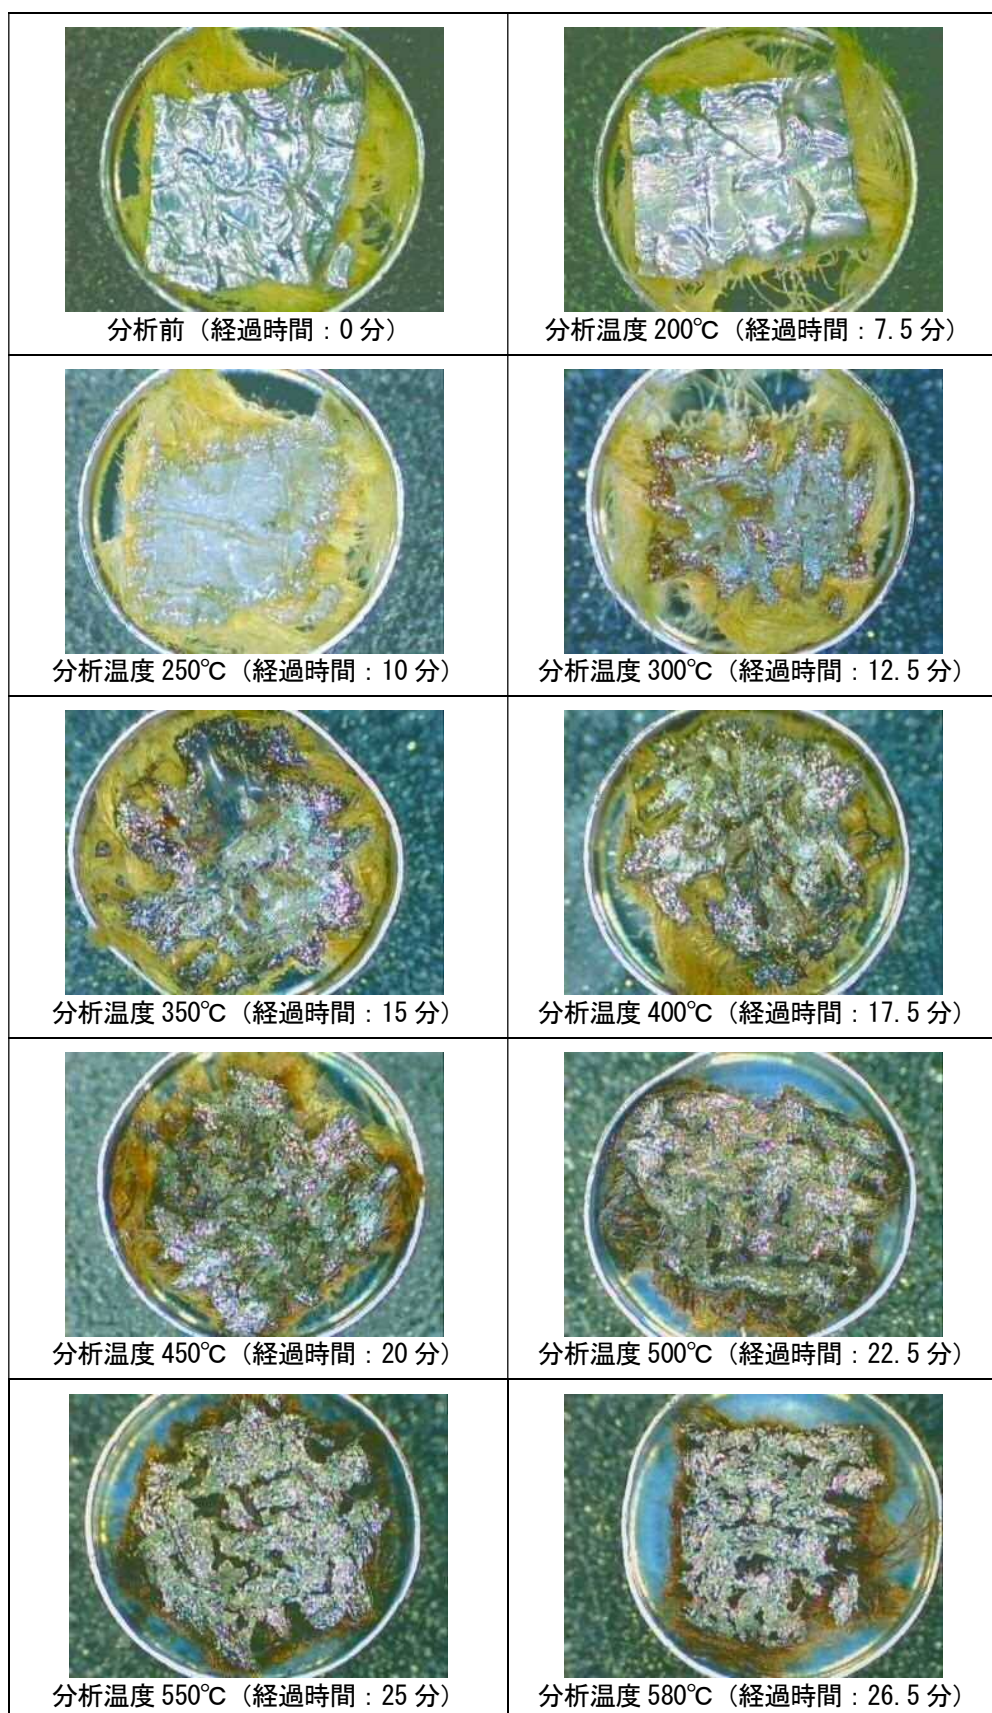 分析前（経過時間：0 分）
分析温度 200℃（経過時間：7.5 分）
分析温度 250℃（経過時間：10 分）
分析温度 300℃（経過時間：12.5 分）
分析温度 350℃（経過時間：15 分）
分析温度 400℃（経過時間：17.5 分）
分析温度 450℃（経過時間：20 分）
分析温度 500℃（経過時間：22.5 分）
分析温度 550℃（経過時間：25 分）
分析温度 580℃（経過時間：26.5 分）